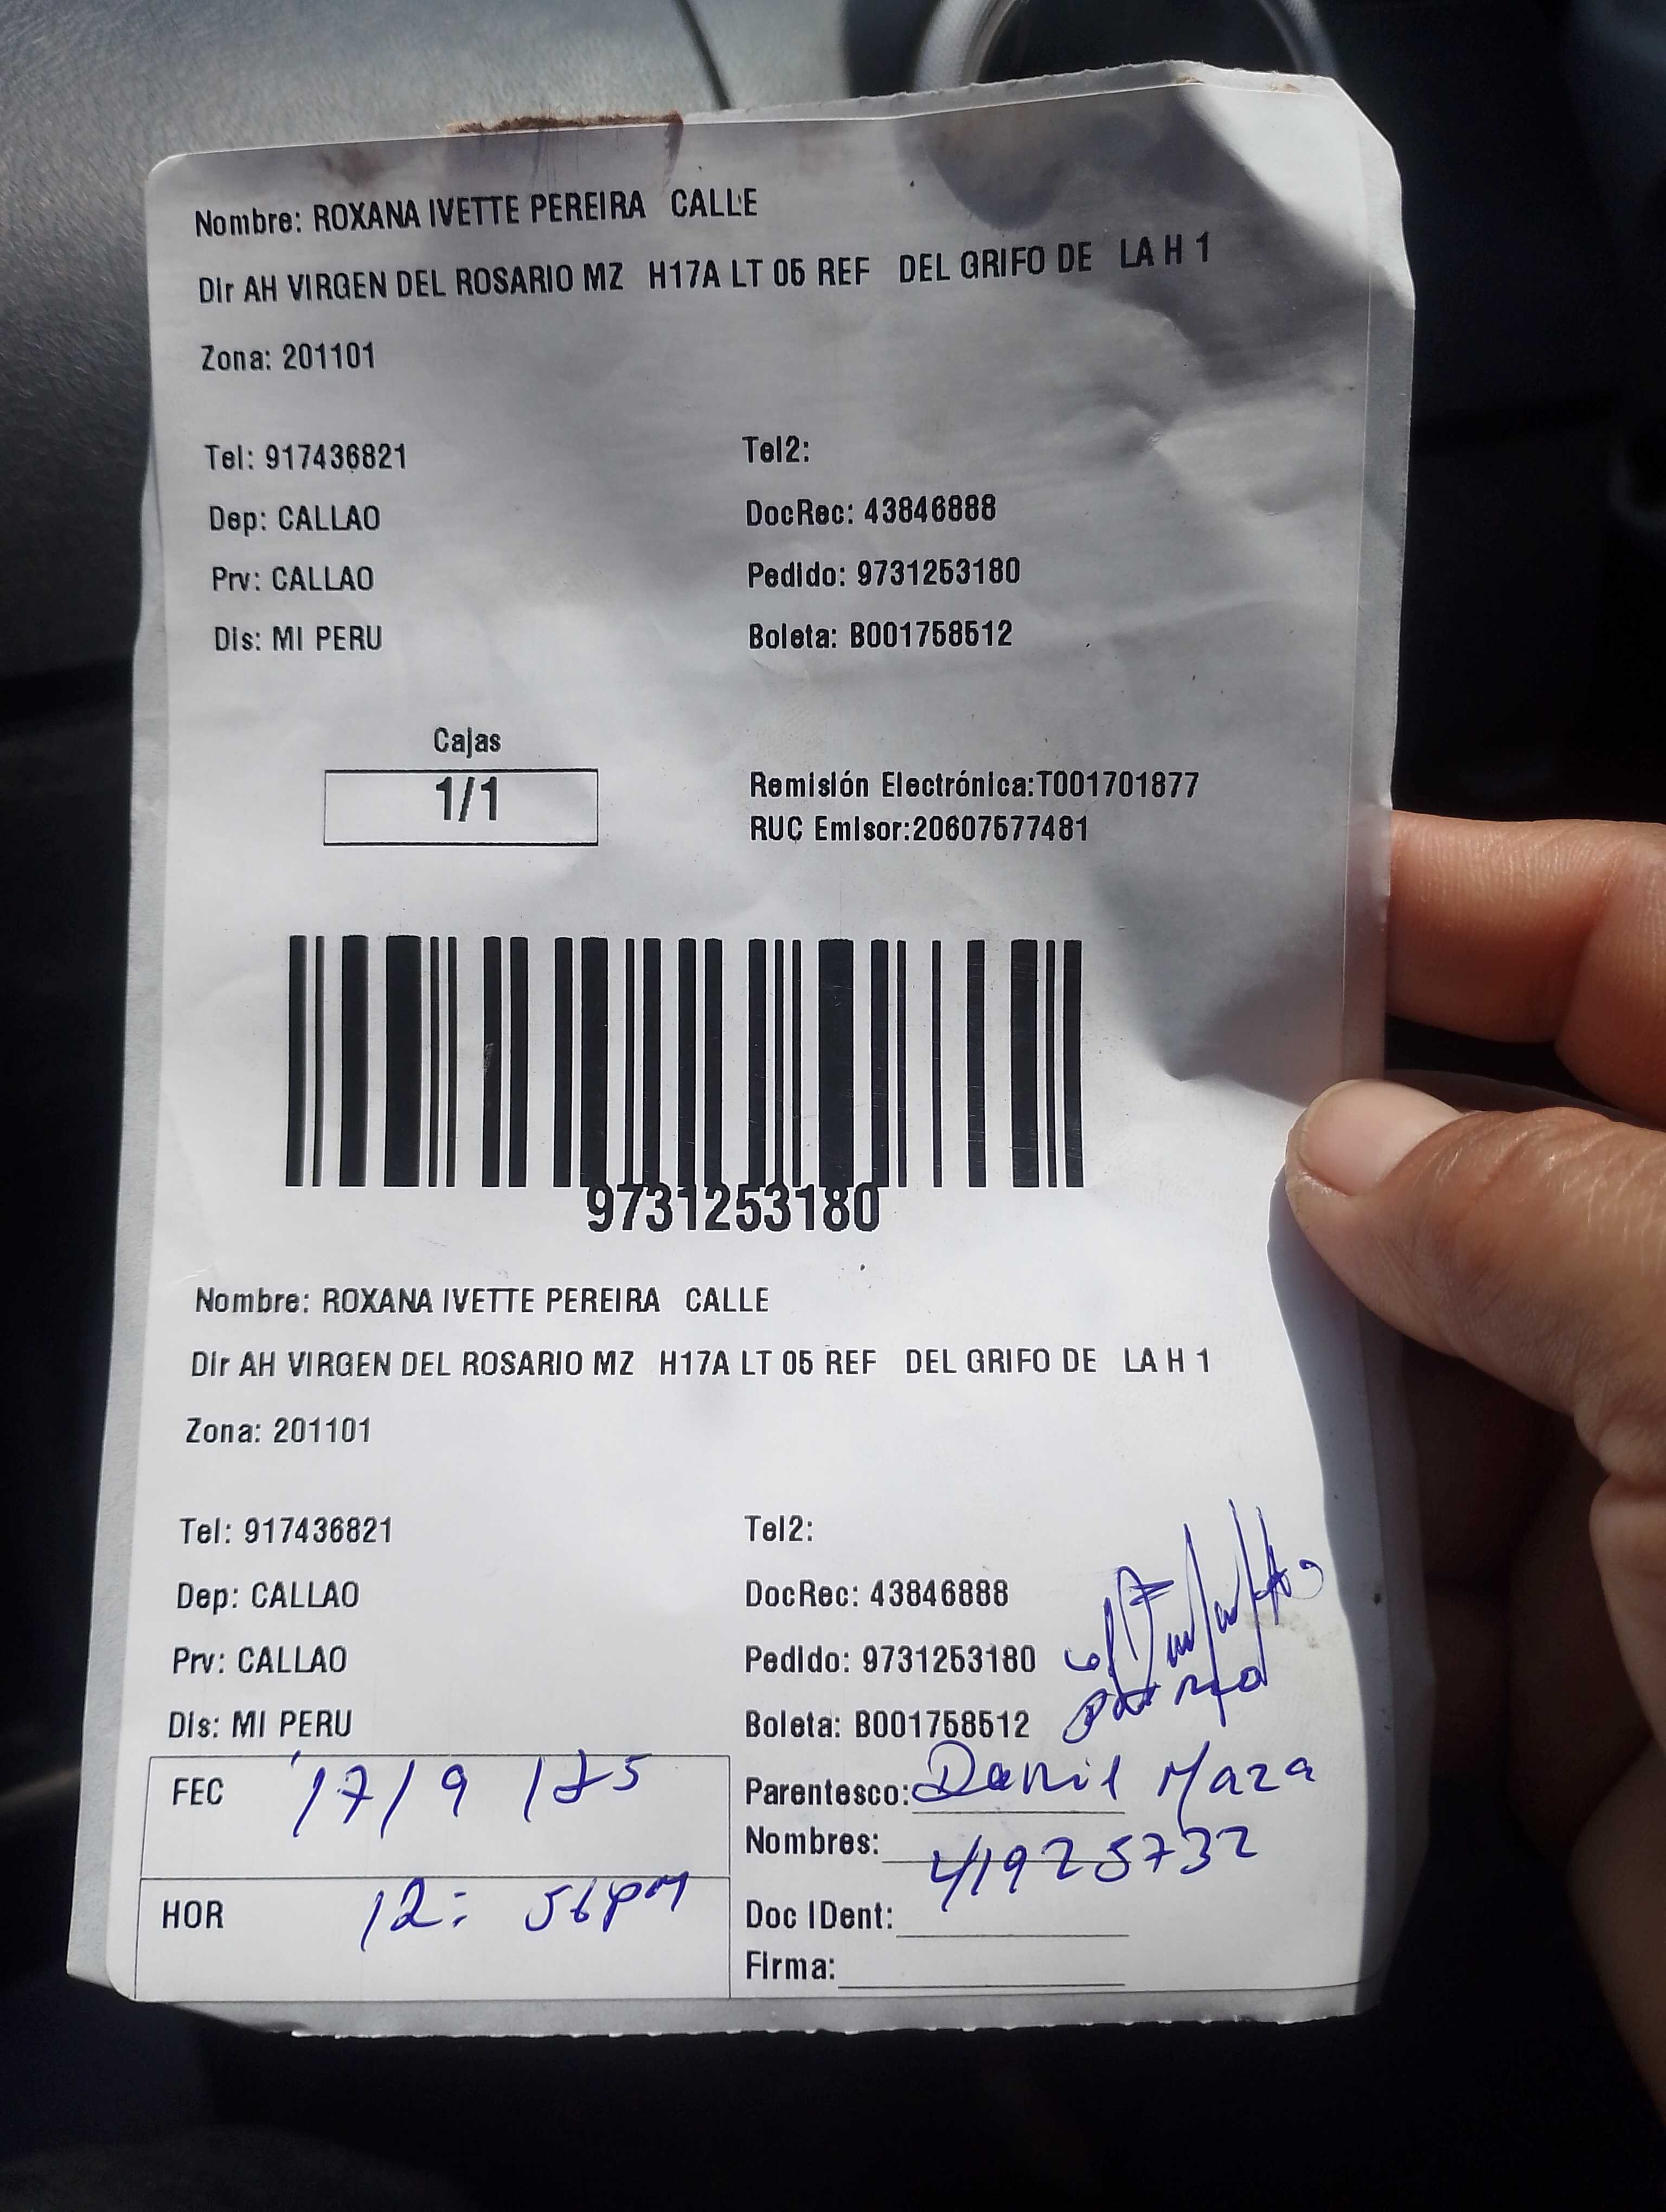 Nombre: ROXANA IVETTE PEREIRA CALLE
Dir AH VIRGEN DEL ROSARIO MZ H17A LT 05 REF DEL GRIFO DE LA H 1
Zona: 201101
Tel: 917436821 Tel2:
Dep: CALLAO DocRec: 43846888
Prv: CALLAO Pedido: 9731253180
Dis: MI PERU Boleta: B001758512
Cajas
1/1
Remisión Electrónica:T001701877
RUC Emisor:20607577481
9731253180
Nombre: ROXANA IVETTE PEREIRA CALLE
Dir AH VIRGEN DEL ROSARIO MZ H17A LT 05 REF DEL GRIFO DE LA H 1
Zona: 201101
Tel: 917436821 Tel2:
Dep: CALLAO DocRec: 43846888
Prv: CALLAO Pedido: 9731253180
Dis: MI PERU Boleta: B001758512
FEC 17/9/25 Parentesco: Danil Maza
Nombres: 41925732
HOR 12:56pm Doc IDent:
Firma: